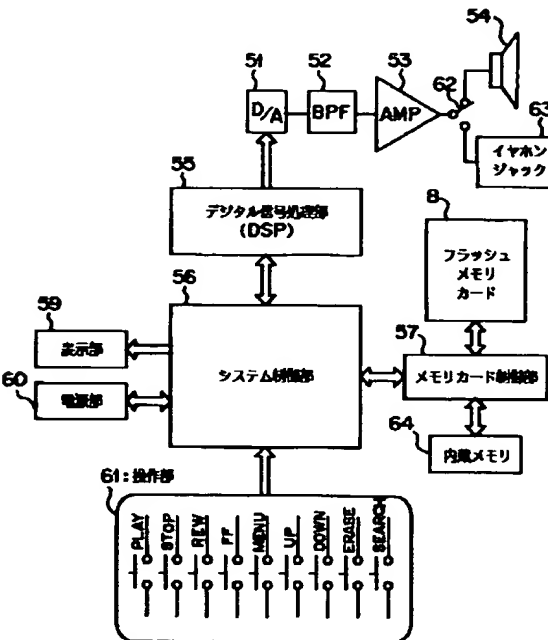 54
51
52
53
62
63
D/A
BPF
AMP
イヤホン
ジャック
55
デジタル信号処理部
(DSP)
8
フラッシュ
メモリ
カード
56
59
表示部
システム制御部
57
メモリカード制御部
60
電源部
64
内蔵メモリ
61:操作部
PLAY
STOP
REW
FF
MENU
UP
DOWN
ERASE
SEARCH